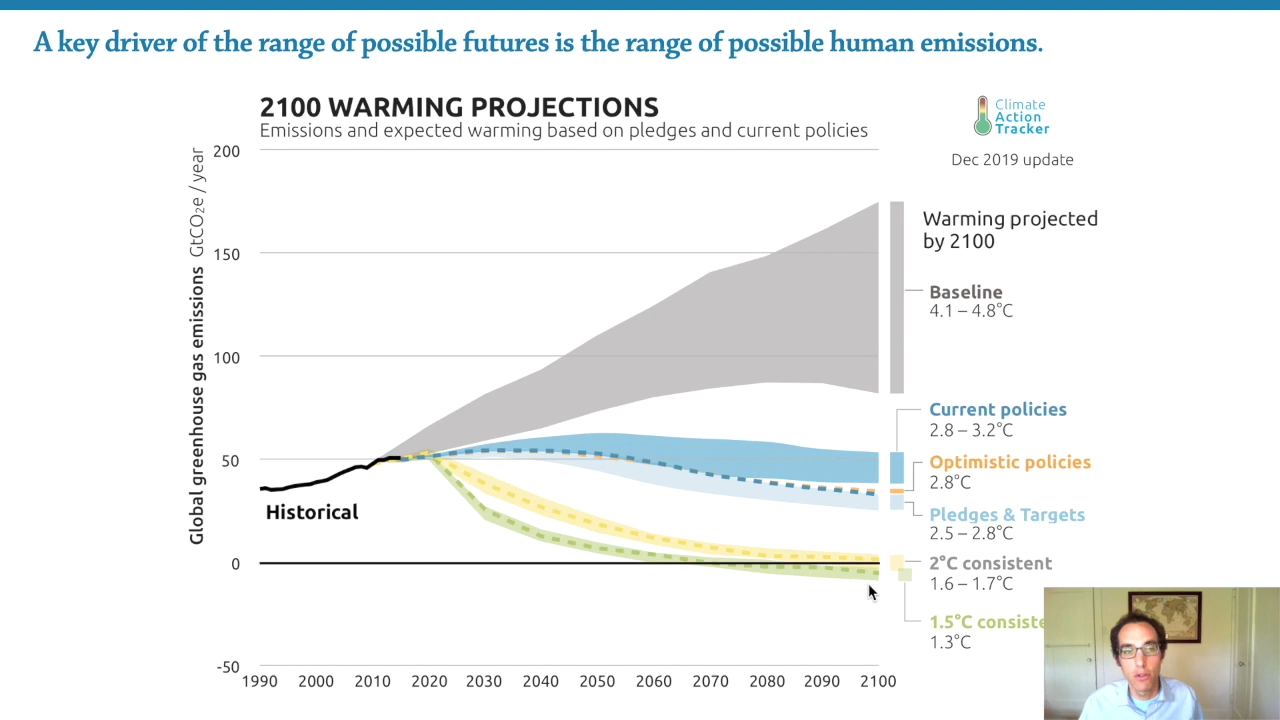 A key driver of the range of possible futures is the range of possible human emissions.
2100 WARMING PROJECTIONS
Emissions and expected warming based on pledges and current policies
Climate
Action
Tracker
Dec 2019 update
Global greenhouse gas emissions GtCO₂e / year
200
150
100
50
0
-50
Historical
Warming projected
by 2100
Baseline
4.1 – 4.8°C
Current policies
2.8 – 3.2°C
Optimistic policies
2.8°C
Pledges & Targets
2.5 – 2.8°C
2°C consistent
1.6 – 1.7°C
1.5°C consiste
1.3°C
1990 2000 2010 2020 2030 2040 2050 2060 2070 2080 2090 2100